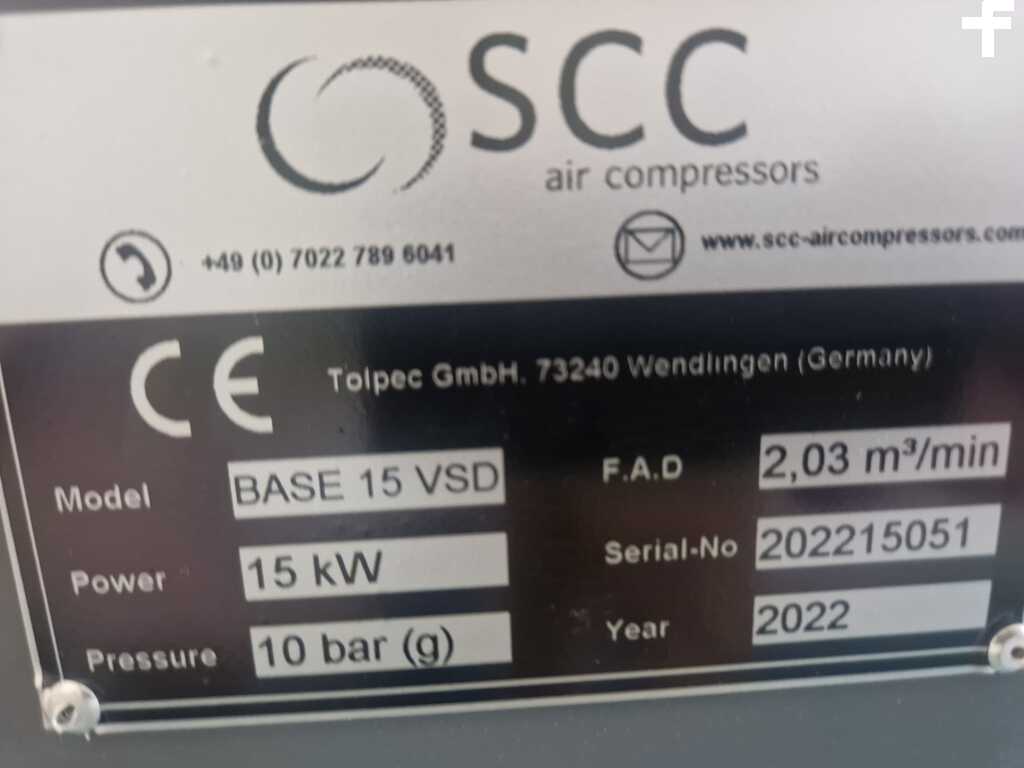 SCC
air compressors
+49 (0) 7022 789 6041
www.scc-aircompressors.com
CE
Tolpec GmbH. 73240 Wendlingen (Germany)
Model BASE 15 VSD
F.A.D 2,03 m³/min
Power 15 kW
Serial-No 202215051
Pressure 10 bar (g)
Year 2022
f